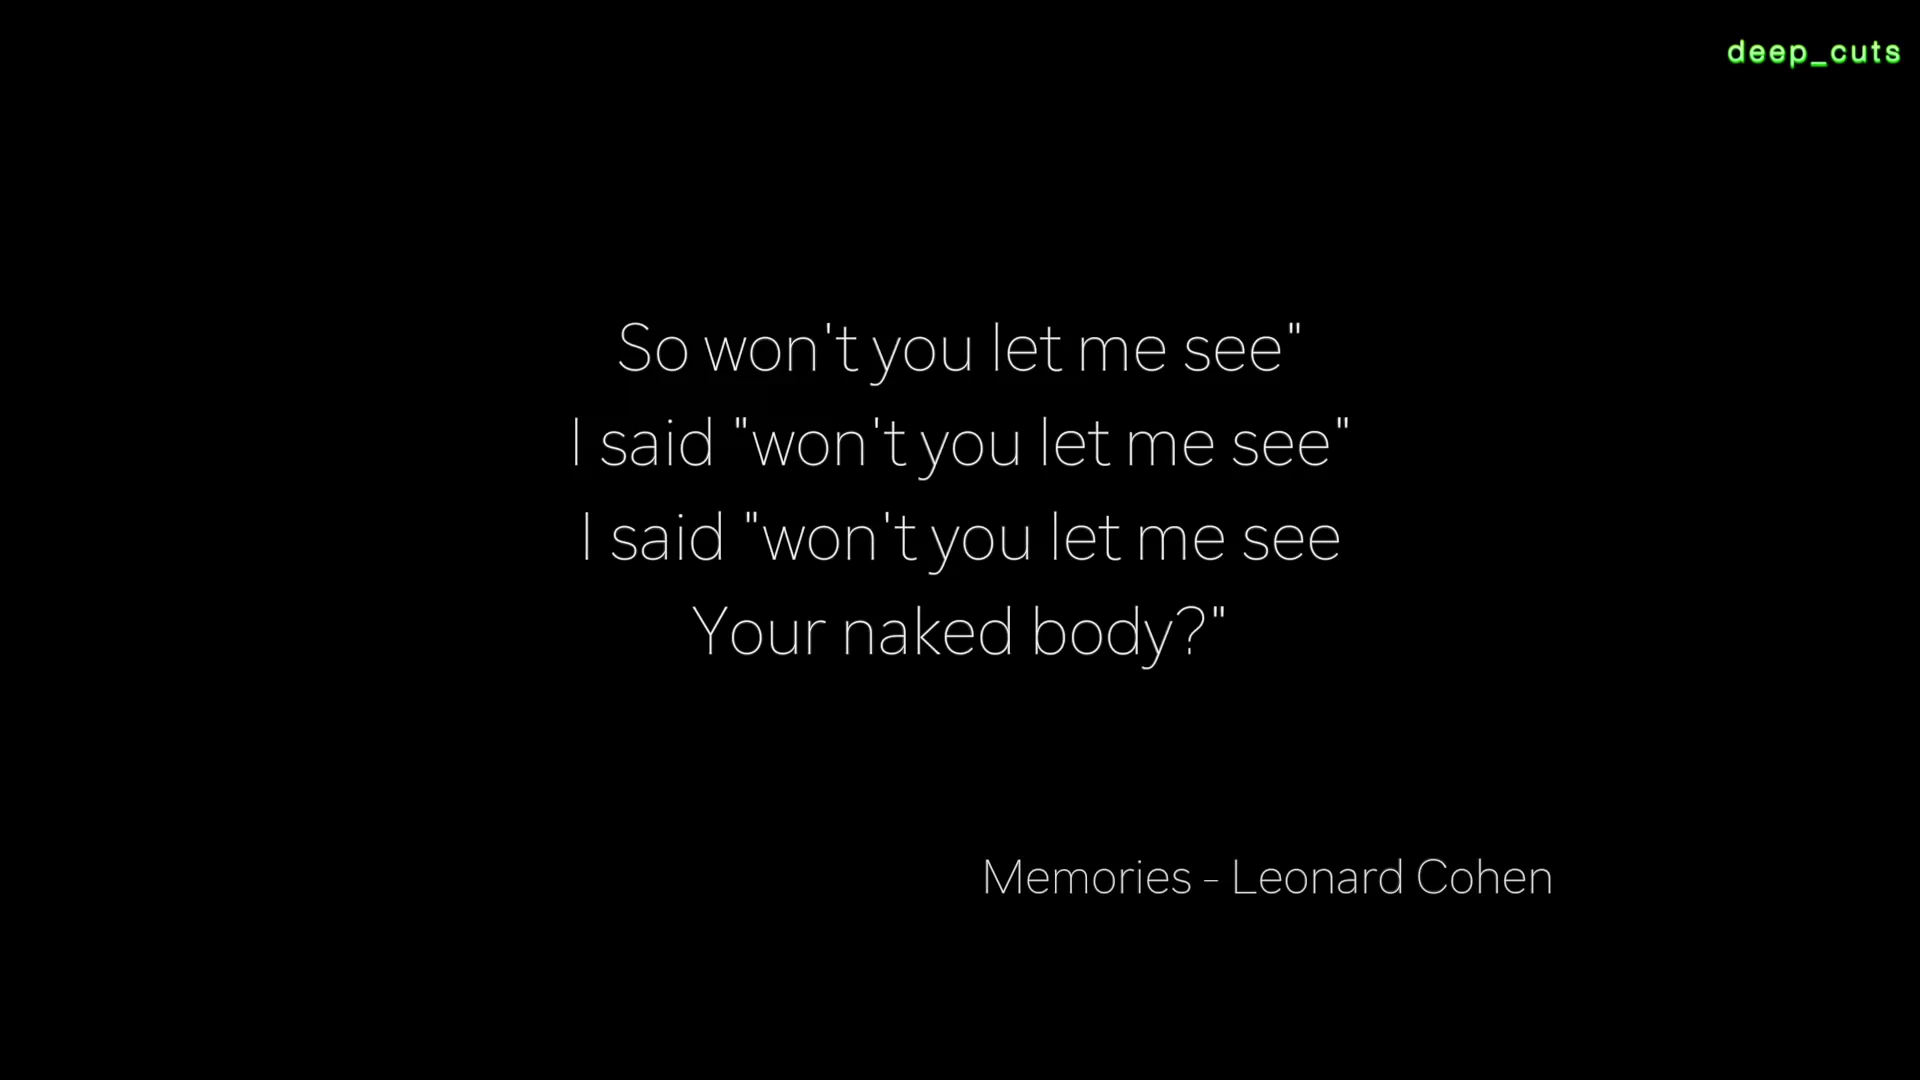 deep_cuts
So won't you let me see"
I said "won't you let me see"
I said "won't you let me see
Your naked body?"
Memories - Leonard Cohen